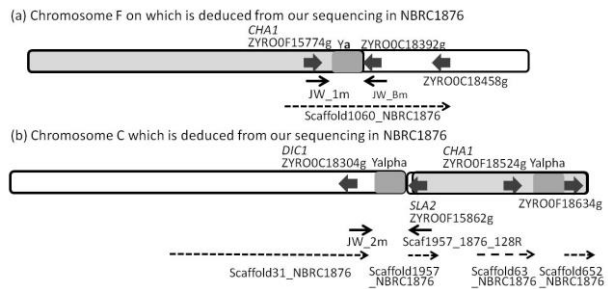 (a) Chromosome F on which is deduced from our sequencing in NBRC1876
CHA1
ZYRO0F15774g
Ya
ZYRO0C18392g
ZYRO0C18458g
JW_1m
JW_Bm
Scaffold1060_NBRC1876
(b) Chromosome C which is deduced from our sequencing in NBRC1876
DIC1
ZYRO0C18304g
Yalpha
CHA1
ZYRO0F18524g
Yalpha
SLA2
ZYRO0F15862g
ZYRO0F18634g
JW_2m
Scaf1957_1876_128R
Scaffold31_NBRC1876
Scaffold1957
_NBRC1876
Scaffold63
_NBRC1876
Scaffold652
_NBRC1876